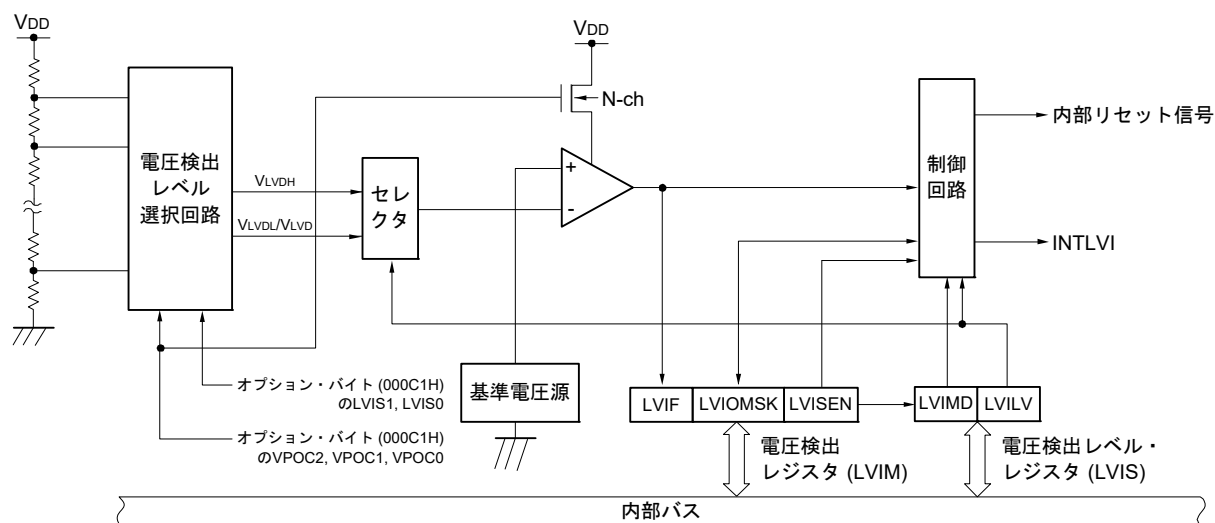 VDD
VDD
N-ch
電圧検出
レベル
選択回路
VLVDH
VLVDL/VLVD
セレ
クタ
+
-
制御
回路
内部リセット信号
INTLVI
オプション・バイト (000C1H)
のLVIS1, LVIS0
オプション・バイト (000C1H)
のVPOC2, VPOC1, VPOC0
基準電圧源
LVIF
LVIOMSK
LVISEN
LVIMD
LVILV
電圧検出
レジスタ (LVIM)
電圧検出レベル・
レジスタ (LVIS)
内部バス